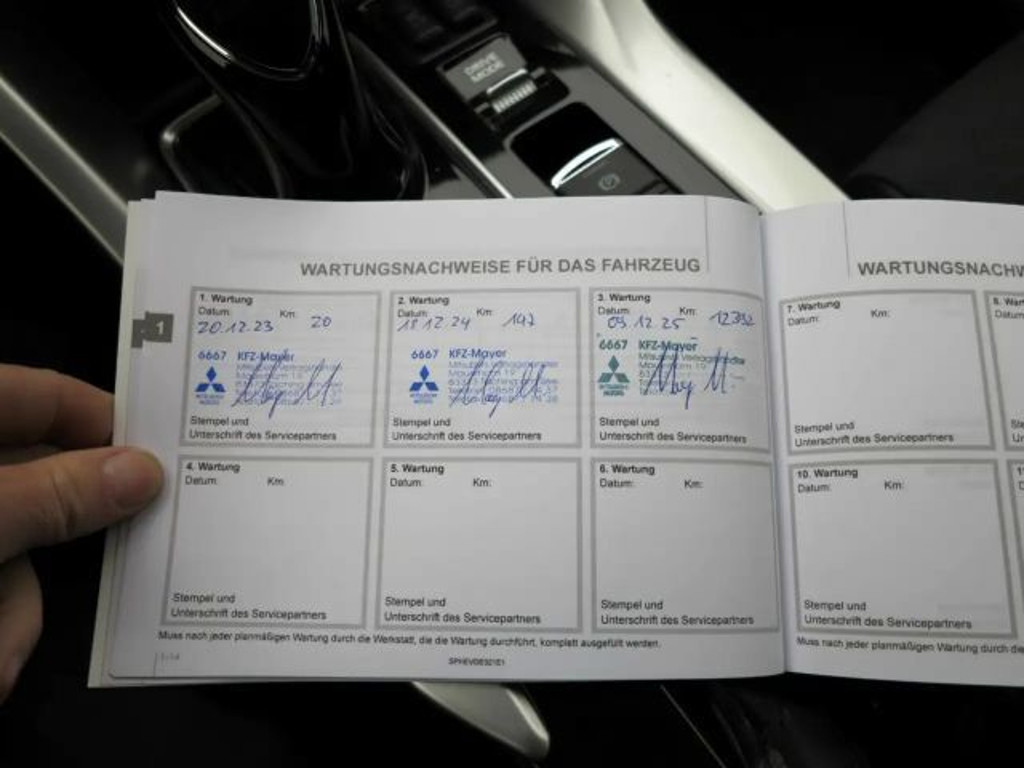 DRIVE
MODE
WARTUNGSNACHWEISE FÜR DAS FAHRZEUG
1
1. Wartung
Datum: Km:
20.12.23 20
6667 KFZ-Mayer
Stempel und
Unterschrift des Servicepartners
2. Wartung
Datum: Km:
18 12 24 147
6667 KFZ-Mayer
Stempel und
Unterschrift des Servicepartners
3. Wartung
Datum: Km:
03.12.25 12392
6667 KFZ-Mayer
Stempel und
Unterschrift des Servicepartners
4. Wartung
Datum: Km:
Stempel und
Unterschrift des Servicepartners
5. Wartung
Datum: Km:
Stempel und
Unterschrift des Servicepartners
6. Wartung
Datum: Km:
Stempel und
Unterschrift des Servicepartners
Muss nach jeder planmäßigen Wartung durch die Werkstatt, die die Wartung durchführt, komplett ausgefüllt werden.
WARTUNGSNACHW
7. Wartung
Datum: Km:
Stempel und
Unterschrift des Servicepartners
10. Wartung
Datum: Km:
Stempel und
Unterschrift des Servicepartners
Muss nach jeder planmäßigen Wartung durch die